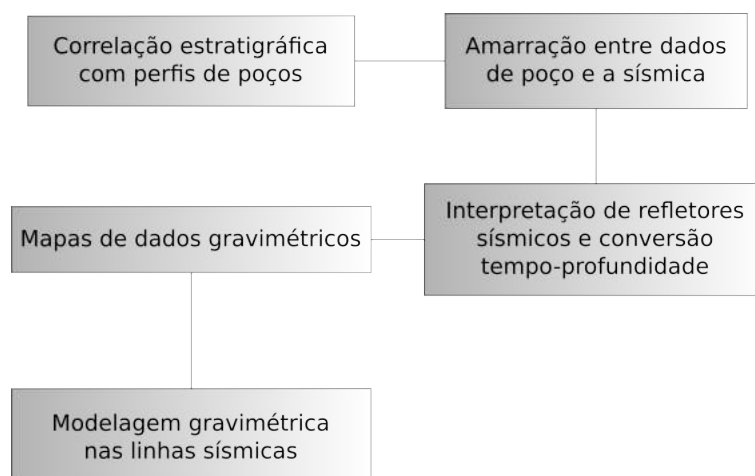 Correlação estratigráfica
com perfis de poços
Amarração entre dados
de poço e a sísmica
Interpretação de refletores
sísmicos e conversão
tempo-profundidade
Mapas de dados gravimétricos
Modelagem gravimétrica
nas linhas sísmicas